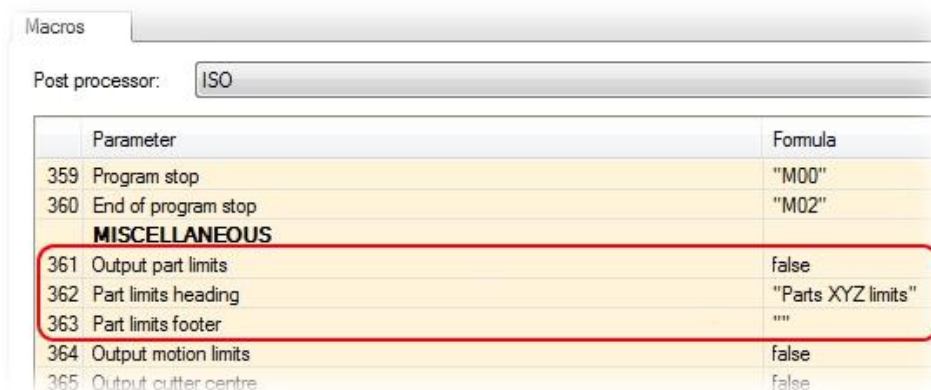 Macros
Post processor: ISO
Parameter Formula
359 Program stop "M00"
360 End of program stop "M02"
MISCELLANEOUS
361 Output part limits false
362 Part limits heading "Parts XYZ limits"
363 Part limits footer ""
364 Output motion limits false
365 Output cutter centre false